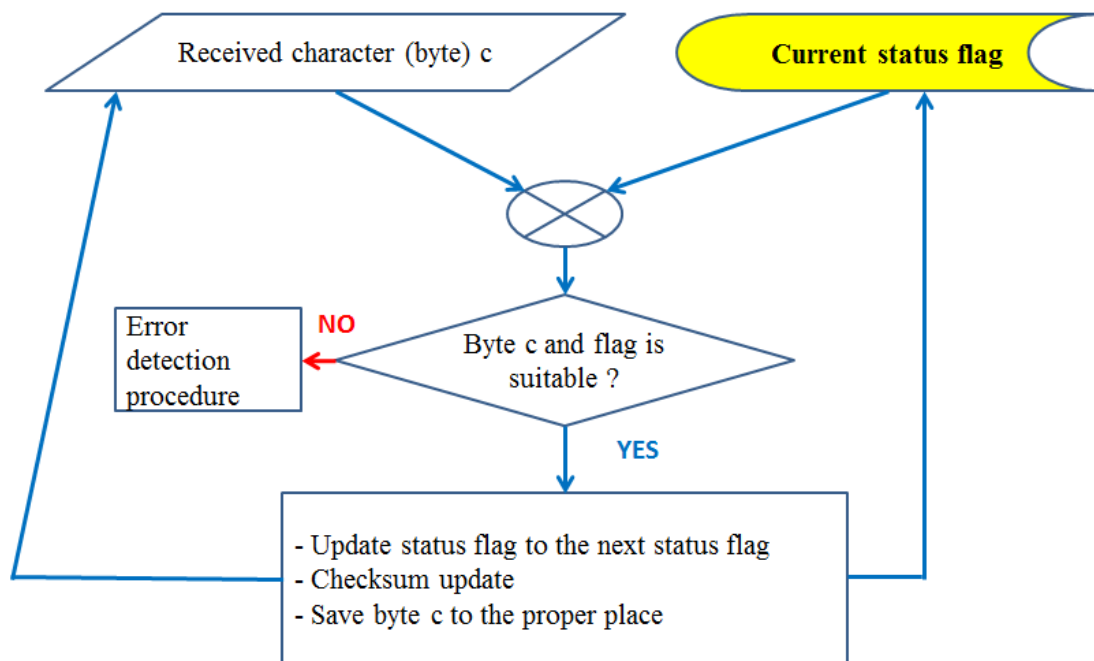 Received character (byte) c
Current status flag
Error
detection
procedure
NO
Byte c and flag is
suitable ?
YES
- Update status flag to the next status flag
- Checksum update
- Save byte c to the proper place